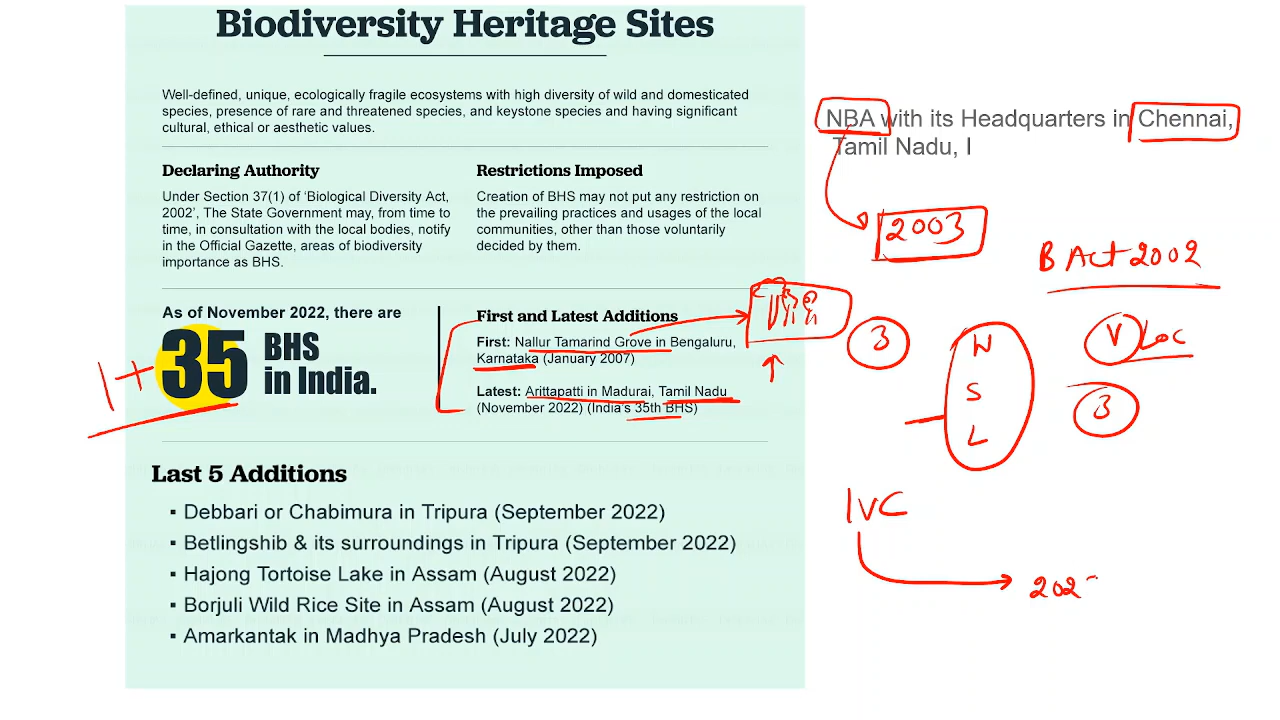 Biodiversity Heritage Sites
Well-defined, unique, ecologically fragile ecosystems with high diversity of wild and domesticated
species, presence of rare and threatened species, and keystone species and having significant
cultural, ethical or aesthetic values.
Declaring Authority
Under Section 37(1) of ‘Biological Diversity Act,
2002’, The State Government may, from time to
time, in consultation with the local bodies, notify
in the Official Gazette, areas of biodiversity
importance as BHS.
Restrictions Imposed
Creation of BHS may not put any restriction on
the prevailing practices and usages of the local
communities, other than those voluntarily
decided by them.
As of November 2022, there are
35
BHS
in India.
1+
First and Latest Additions
First: Nallur Tamarind Grove in Bengaluru,
Karnataka (January 2007)
Latest: Arittapatti in Madurai, Tamil Nadu
(November 2022) (India's 35th BHS)
Last 5 Additions
▪ Debbari or Chabimura in Tripura (September 2022)
▪ Betlingshib & its surroundings in Tripura (September 2022)
▪ Hajong Tortoise Lake in Assam (August 2022)
▪ Borjuli Wild Rice Site in Assam (August 2022)
▪ Amarkantak in Madhya Pradesh (July 2022)
NBA with its Headquarters in Chennai,
Tamil Nadu, I
2003
B Act 2002
3
N
S
L
V Loc
3
IVC
202